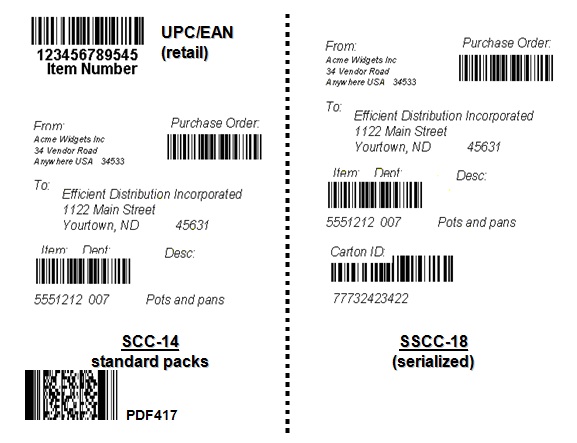 123456789545
Item Number
UPC/EAN
(retail)
From:
Acme Widgets Inc
34 Vendor Road
Anywhere USA 34533
Purchase Order:
To:
Efficient Distribution Incorporated
1122 Main Street
Yourtown, ND 45631
Item: Dept: Desc:
5551212 007 Pots and pans
SCC-14
standard packs
PDF417
From:
Acme Widgets Inc
34 Vendor Road
Anywhere USA 34533
Purchase Order:
To:
Efficient Distribution Incorporated
1122 Main Street
Yourtown, ND 45631
Item: Dept: Desc:
5551212 007 Pots and pans
Carton ID:
77732423422
SSCC-18
(serialized)